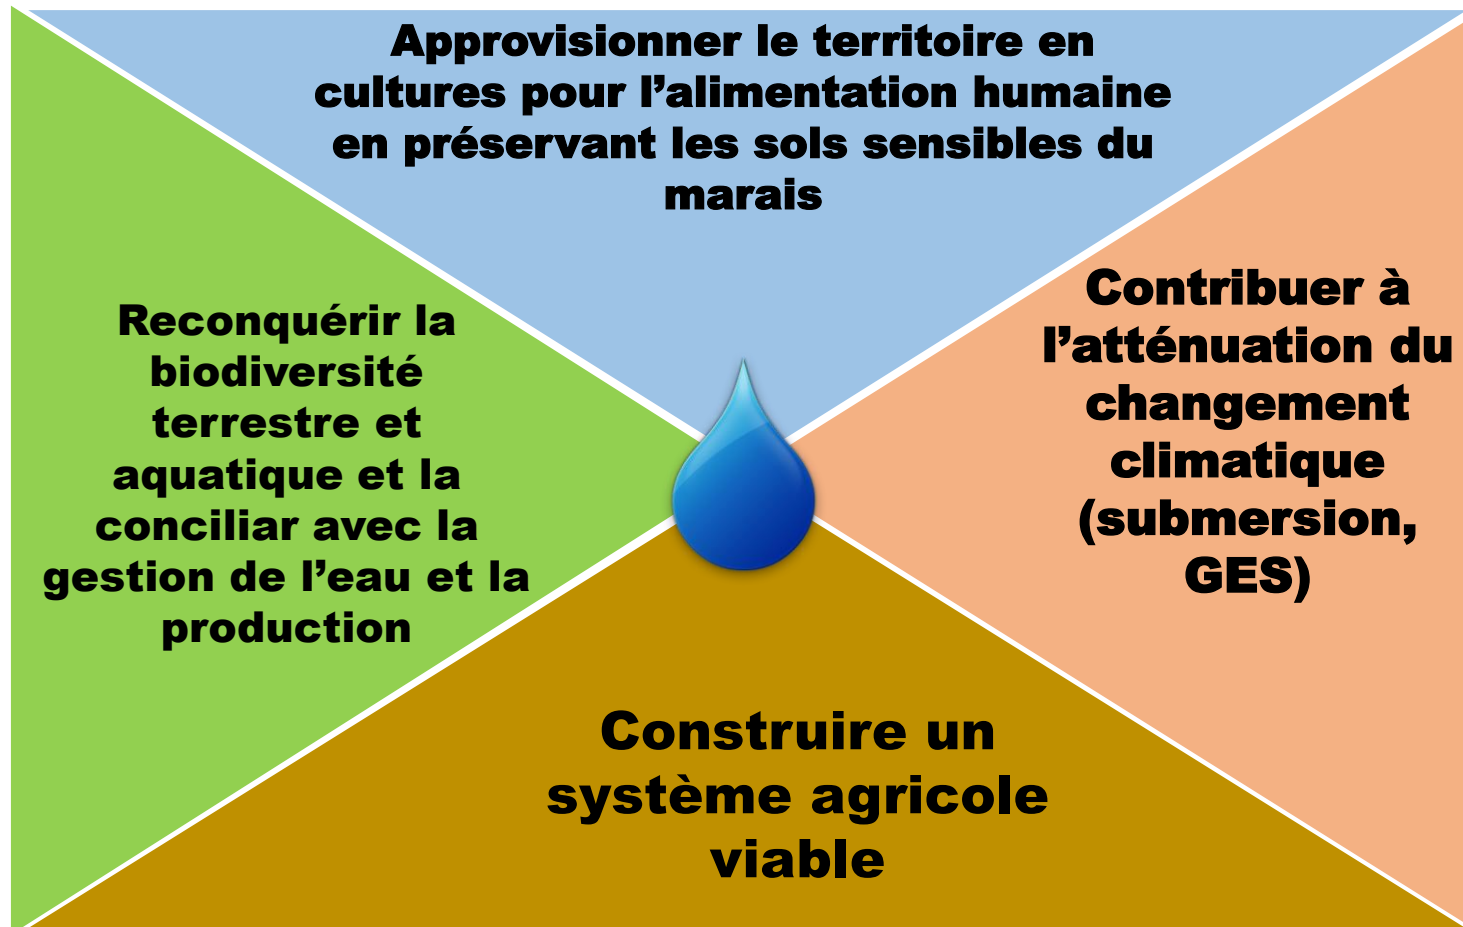 Approvisionner le territoire en
cultures pour l’alimentation humaine
en préservant les sols sensibles du
marais
Reconquérir la
biodiversité
terrestre et
aquatique et la
conciliar avec la
gestion de l’eau et la
production
Contribuer à
l’atténuation du
changement
climatique
(submersion,
GES)
Construire un
système agricole
viable